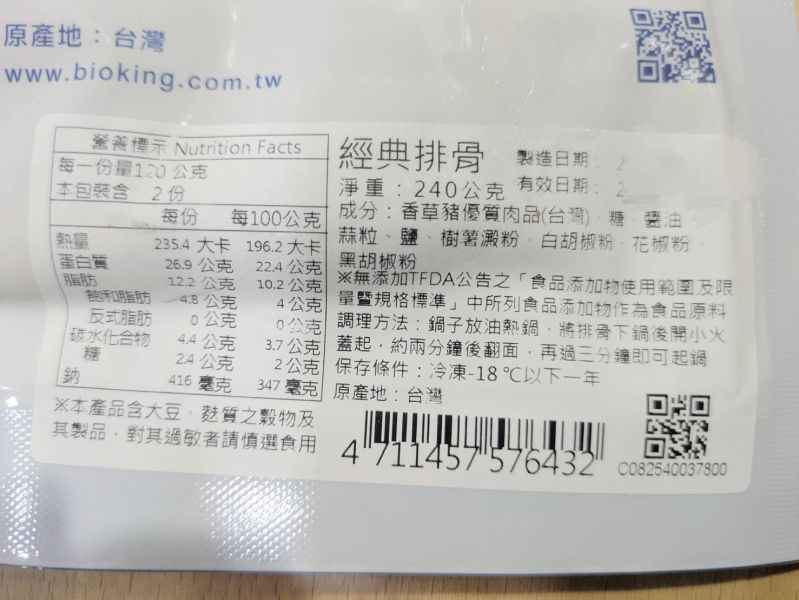 原產地：台灣
www.bioking.com.tw
營養標示 Nutrition Facts
每一份量120 公克
本包裝含 2 份
每份 每100公克
熱量 235.4 大卡 196.2 大卡
蛋白質 26.9 公克 22.4 公克
脂肪 12.2 公克 10.2 公克
飽和脂肪 4.8 公克 4 公克
反式脂肪 0 公克 0 公克
碳水化合物 4.4 公克 3.7 公克
糖 2.4 公克 2 公克
鈉 416 毫克 347 毫克
※本產品含大豆、麩質之穀物及
其製品，對其過敏者請慎選食用
經典排骨
製造日期： 2
淨重：240公克
有效日期： 2
成分：香草豬優質肉品(台灣)、糖、醬油、
蒜粒、鹽、樹薯澱粉、白胡椒粉、花椒粉、
黑胡椒粉
※無添加TFDA公告之「食品添加物使用範圍及限
量暨規格標準」中所列食品添加物作為食品原料
調理方法：鍋子放油熱鍋，將排骨下鍋後開小火
蓋起，約兩分鐘後翻面，再過三分鐘即可起鍋
保存條件：冷凍-18℃以下一年
原產地：台灣
4 711457 576432
C082540037800